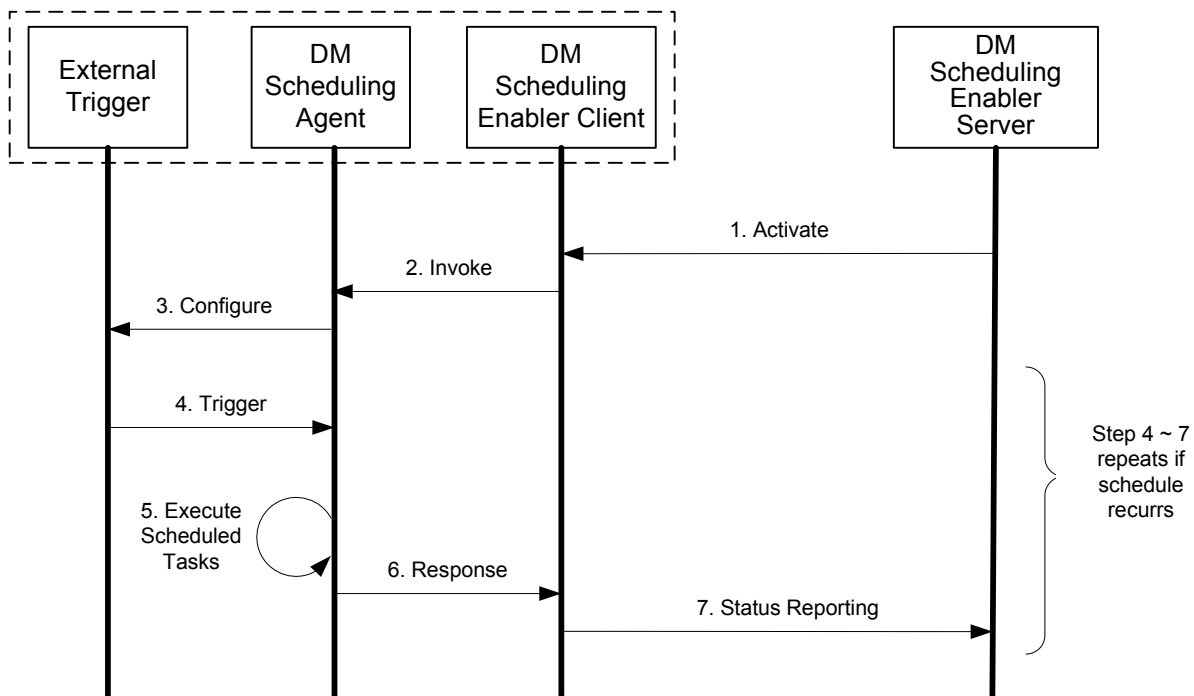 External
Trigger
DM
Scheduling
Agent
DM
Scheduling
Enabler Client
DM
Scheduling
Enabler
Server
1. Activate
2. Invoke
3. Configure
4. Trigger
Step 4 ~ 7
repeats if
schedule
recurrs
5. Execute
Scheduled
Tasks
6. Response
7. Status Reporting